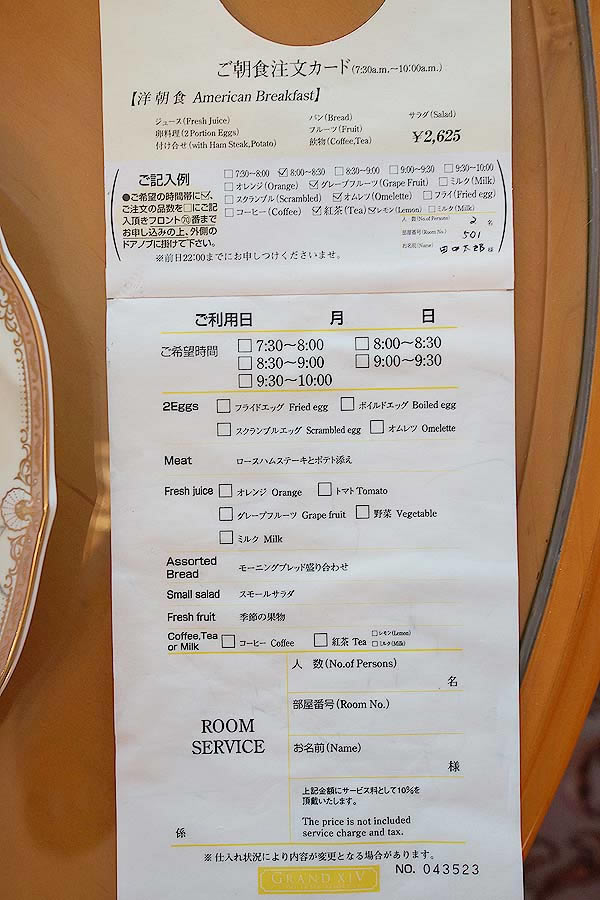 ご朝食注文カード(7:30a.m.~10:00a.m.)
【洋朝食 American Breakfast】
ジュース(Fresh Juice) パン(Bread) サラダ(Salad)
卵料理(2Portion Eggs) フルーツ(Fruit)
付け合せ(with Ham Steak,Potato) 飲物(Coffee,Tea) ¥2,625
ご記入例
●ご希望の時間帯に☑、
ご注文の品数を□にご記
入頂きフロント⑳番まで
お申し込みの上、外側の
ドアノブに掛けて下さい。
□7:30~8:00 ☑8:00~8:30 □8:30~9:00 □9:00~9:30 □9:30~10:00
□オレンジ(Orange) ☑グレープフルーツ(Grape Fruit) □ミルク(Milk)
□スクランブル(Scrambled) ☑オムレツ(Omelette) □フライ(Fried egg)
□コーヒー(Coffee) ☑紅茶(Tea) ☑レモン(Lemon) □ミルク(Milk)
人 数(No.of Persons) 2 名
部屋番号(Room No.) 501
お名前(Name) 田中太郎 様
※前日22:00までにお申しつけくださいませ。
ご利用日 月 日
ご希望時間 □7:30~8:00 □8:00~8:30
□8:30~9:00 □9:00~9:30
□9:30~10:00
2Eggs □フライドエッグ Fried egg □ボイルドエッグ Boiled egg
□スクランブルエッグ Scrambled egg □オムレツ Omelette
Meat ロースハムステーキとポテト添え
Fresh juice □オレンジ Orange □トマト Tomato
□グレープフルーツ Grape fruit □野菜 Vegetable
□ミルク Milk
Assorted
Bread モーニングブレッド盛り合わせ
Small salad スモールサラダ
Fresh fruit 季節の果物
Coffee,Tea
or Milk □コーヒー Coffee □紅茶 Tea □レモン(Lemon)
□ミルク(Milk)
ROOM
SERVICE
係
人 数(No.of Persons)
名
部屋番号(Room No.)
お名前(Name)
様
上記金額にサービス料として10%を
頂戴いたします。
The price is not included
service charge and tax.
※仕入れ状況により内容が変更となる場合があります。
GRAND XIV
NO. 043523